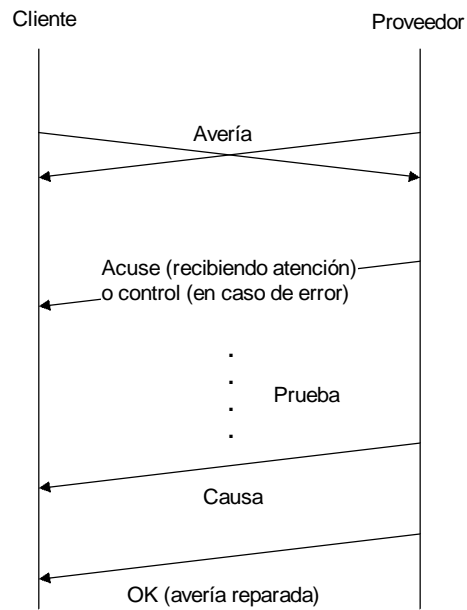 Cliente
Proveedor
Avería
Acuse (recibiendo atención)
o control (en caso de error)
Prueba
Causa
OK (avería reparada)